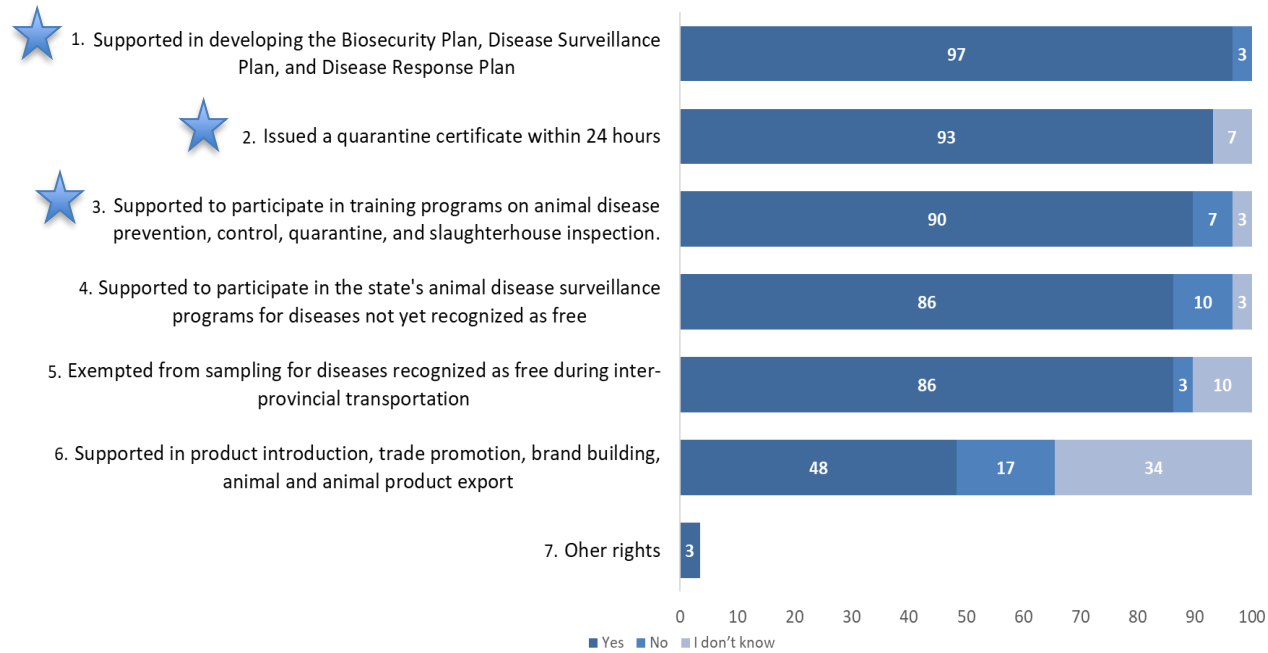 1. Supported in developing the Biosecurity Plan, Disease Surveillance
Plan, and Disease Response Plan
97 3
2. Issued a quarantine certificate within 24 hours
93 7
3. Supported to participate in training programs on animal disease
prevention, control, quarantine, and slaughterhouse inspection.
90 7 3
4. Supported to participate in the state's animal disease surveillance
programs for diseases not yet recognized as free
86 10 3
5. Exempted from sampling for diseases recognized as free during inter-
provincial transportation
86 3 10
6. Supported in product introduction, trade promotion, brand building,
animal and animal product export
48 17 34
7. Oher rights
3
0 10 20 30 40 50 60 70 80 90 100
Yes No I don't know